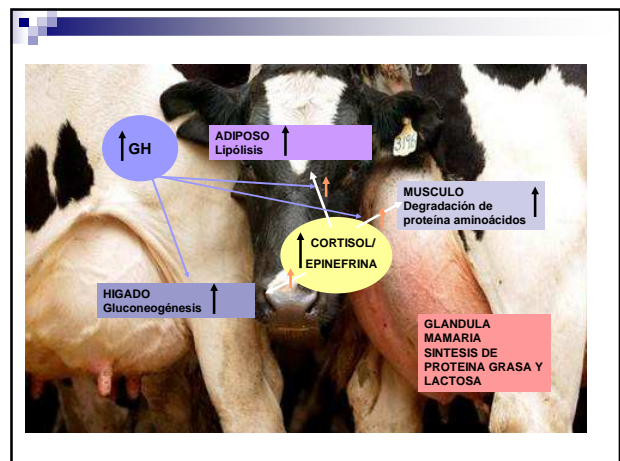 ADIPOSO
Lipólisis
GH
3196
MUSCULO
Degradación de
proteína aminoácidos
CORTISOL/
EPINEFRINA
HIGADO
Gluconeogénesis
GLANDULA
MAMARIA
SINTESIS DE
PROTEINA GRASA Y
LACTOSA